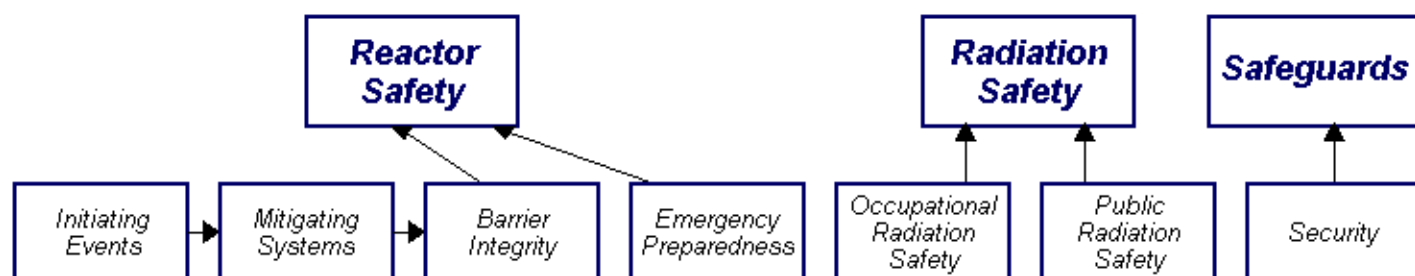 Reactor
Safety
Radiation
Safety
Safeguards
Initiating
Events
Mitigating
Systems
Barrier
Integrity
Emergency
Preparedness
Occupational
Radiation
Safety
Public
Radiation
Safety
Security